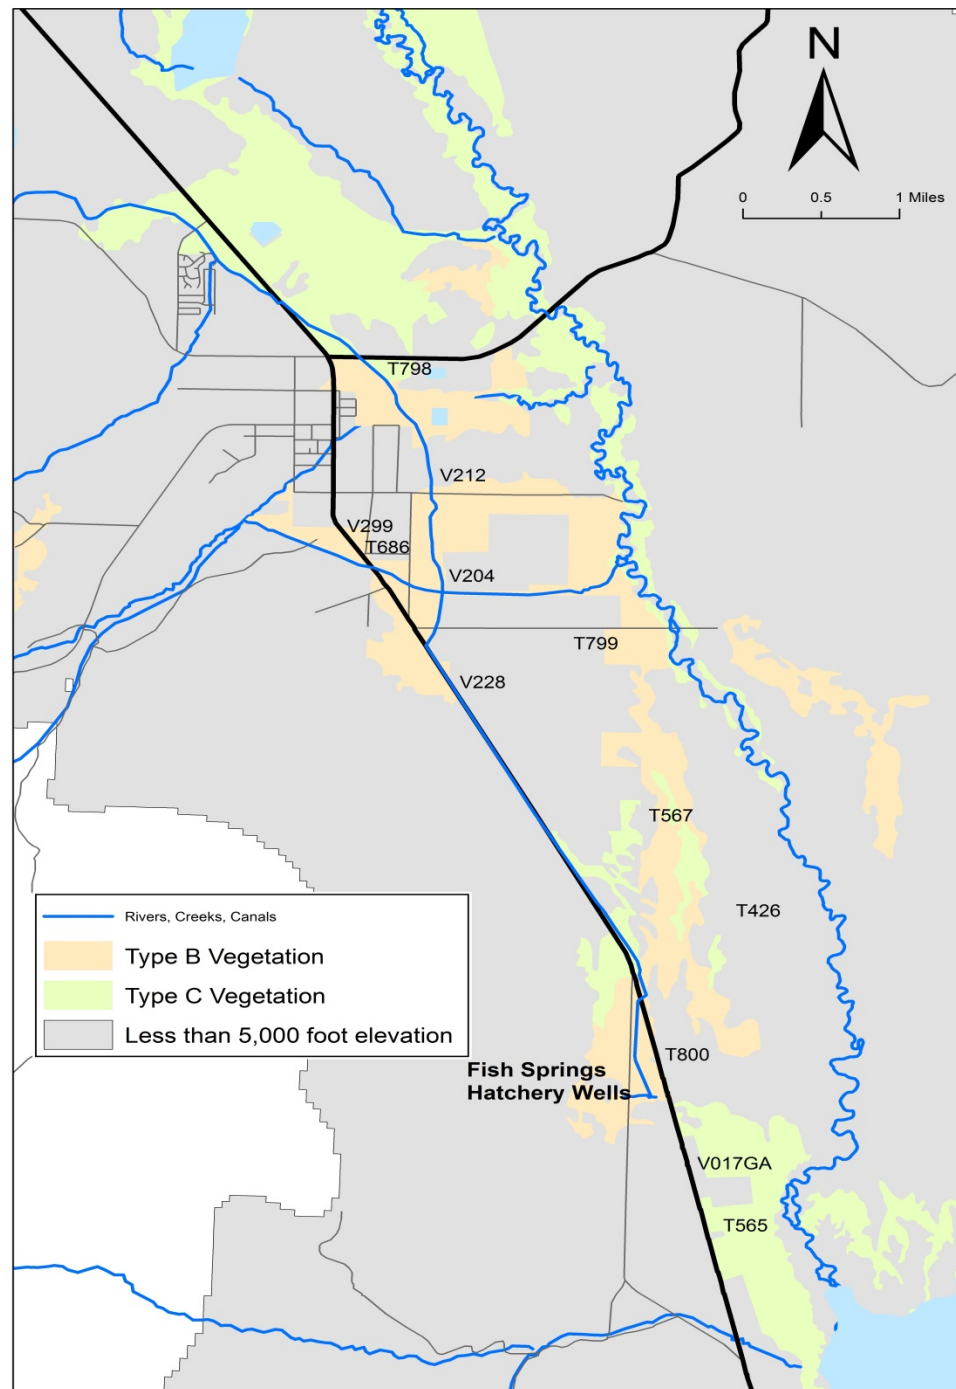 N
0 0.5 1 Miles
T798
V212
V299
T686
V204
T799
V228
T567
T426
Rivers, Creeks, Canals
Type B Vegetation
Type C Vegetation
Less than 5,000 foot elevation
T800
Fish Springs
Hatchery Wells
V017GA
T565